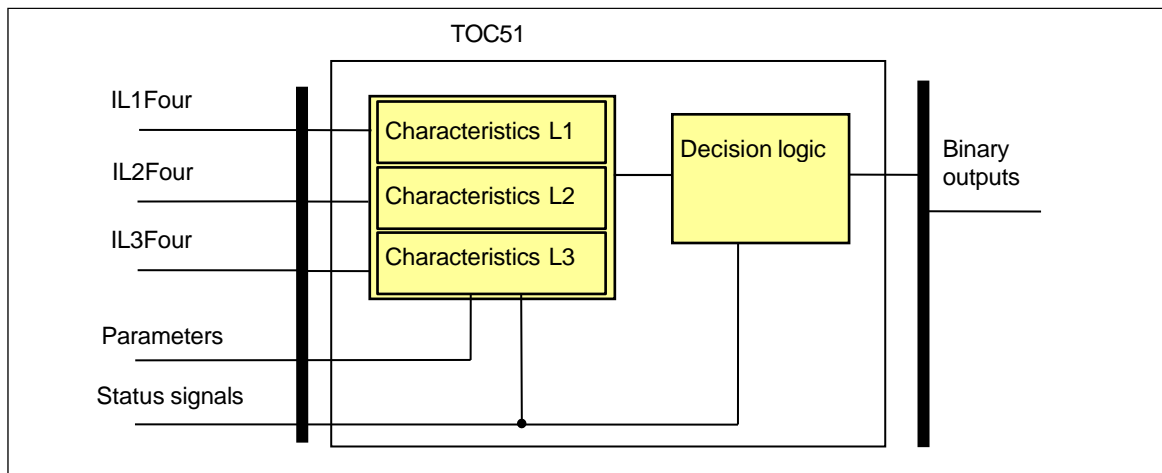 TOC51
IL1Four
IL2Four
IL3Four
Parameters
Status signals
Characteristics L1
Characteristics L2
Characteristics L3
Decision logic
Binary
outputs